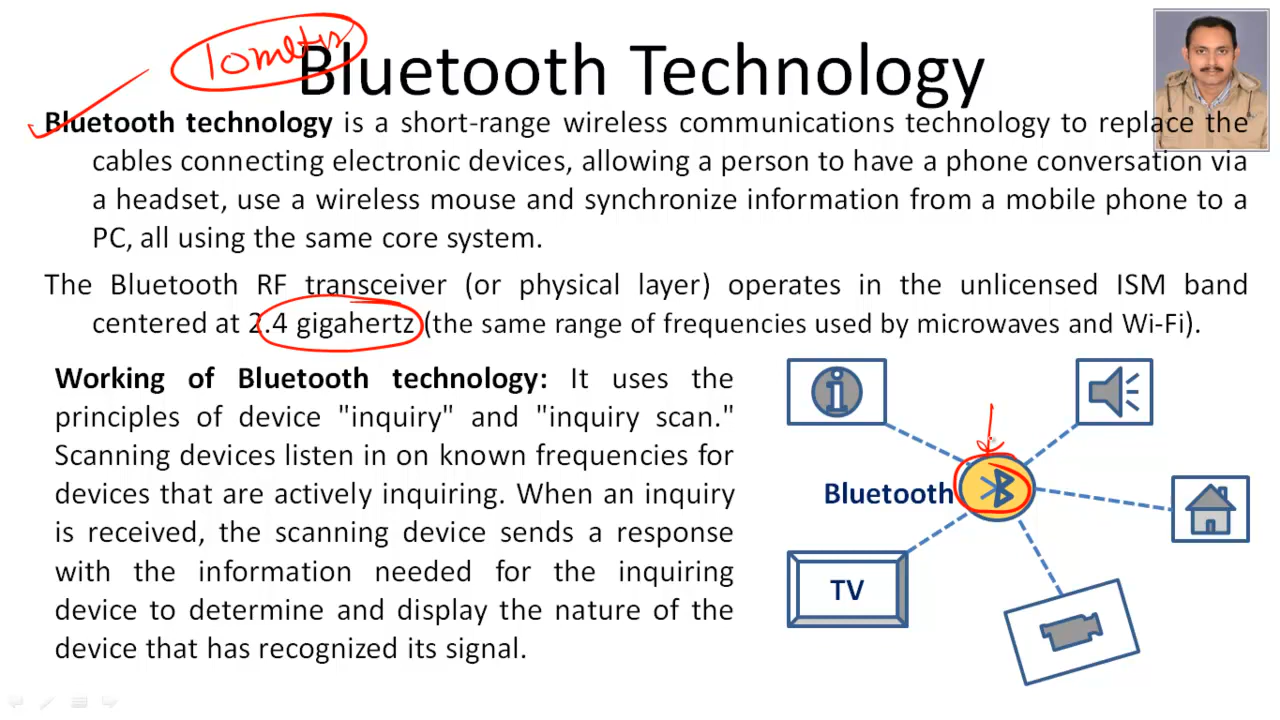 10metrs
Bluetooth Technology
Bluetooth technology is a short-range wireless communications technology to replace the
cables connecting electronic devices, allowing a person to have a phone conversation via
a headset, use a wireless mouse and synchronize information from a mobile phone to a
PC, all using the same core system.
The Bluetooth RF transceiver (or physical layer) operates in the unlicensed ISM band
centered at 2.4 gigahertz (the same range of frequencies used by microwaves and Wi-Fi).
Working of Bluetooth technology: It uses the
principles of device "inquiry" and "inquiry scan."
Scanning devices listen in on known frequencies for
devices that are actively inquiring. When an inquiry
is received, the scanning device sends a response
with the information needed for the inquiring
device to determine and display the nature of the
device that has recognized its signal.
Bluetooth
TV